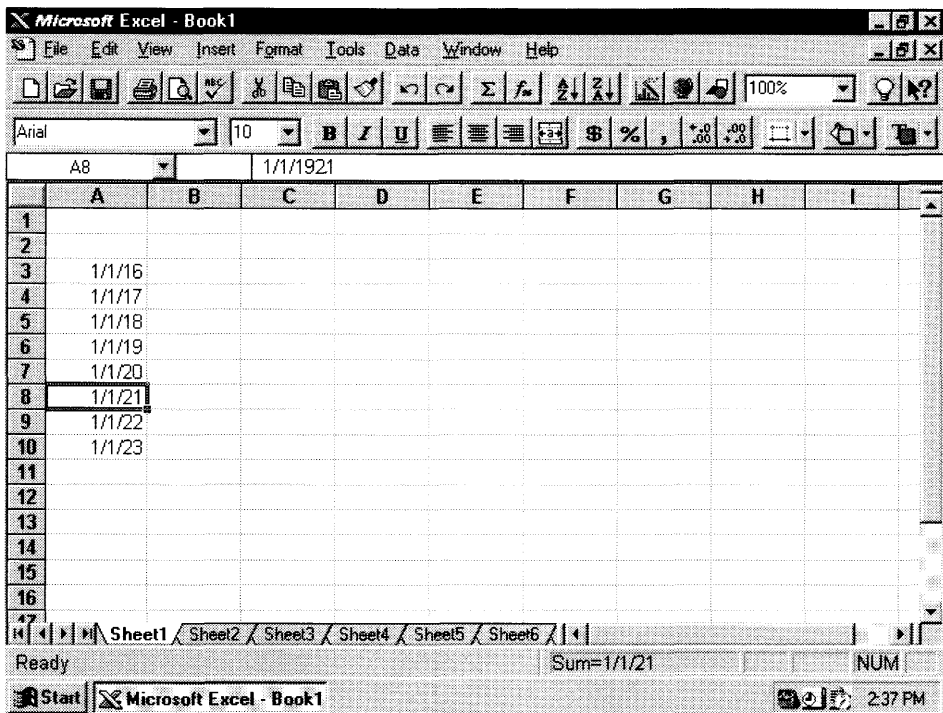 Microsoft Excel - Book1
File Edit View Insert Format Tools Data Window Help
ABC 100%
Arial 10 B I U $ % , .00 .00
A8 1/1/1921
A B C D E F G H I
1
2
3 1/1/16
4 1/1/17
5 1/1/18
6 1/1/19
7 1/1/20
8 1/1/21
9 1/1/22
10 1/1/23
11
12
13
14
15
16
17
Sheet1 Sheet2 Sheet3 Sheet4 Sheet5 Sheet6
Ready Sum=1/1/21 NUM
Start Microsoft Excel - Book1 2:37 PM